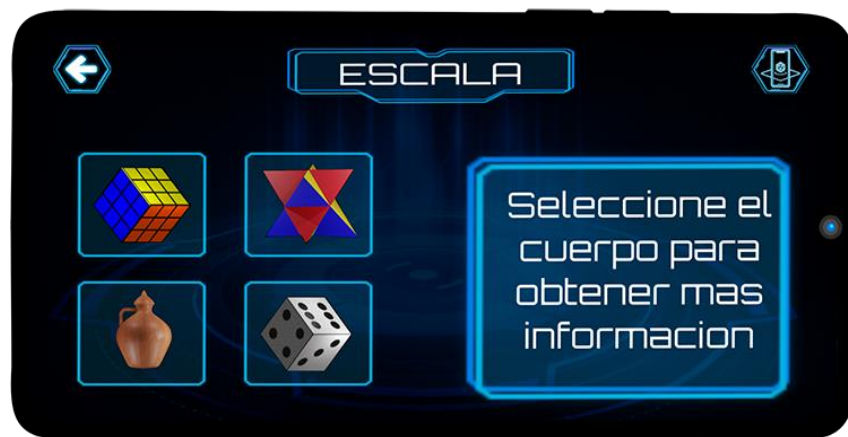 ESCALA
Seleccione el
cuerpo para
obtener mas
informacion